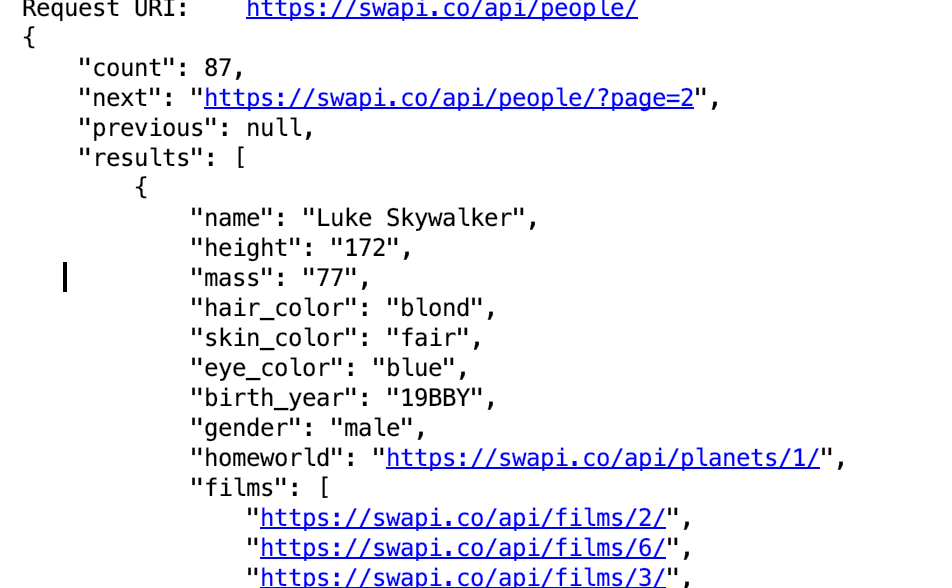 Request URI: https://swapi.co/api/people/
{
"count": 87,
"next": "https://swapi.co/api/people/?page=2",
"previous": null,
"results": [
{
"name": "Luke Skywalker",
"height": "172",
"mass": "77",
"hair_color": "blond",
"skin_color": "fair",
"eye_color": "blue",
"birth_year": "19BBY",
"gender": "male",
"homeworld": "https://swapi.co/api/planets/1/",
"films": [
"https://swapi.co/api/films/2/",
"https://swapi.co/api/films/6/",
"https://swapi.co/api/films/3/",